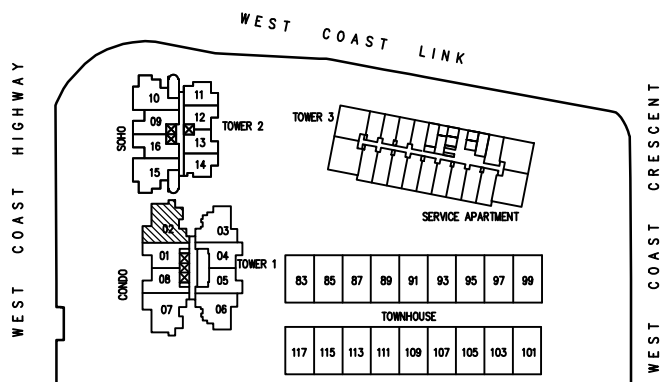 WEST COAST LINK
WEST COAST HIGHWAY
WEST COAST CRESCENT
SOHO
10
11
09
12
16
13
15
14
TOWER 2
TOWER 3
SERVICE APARTMENT
CONDO
02
03
01
04
08
05
07
06
TOWER 1
83 85 87 89 91 93 95 97 99
TOWNHOUSE
117 115 113 111 109 107 105 103 101